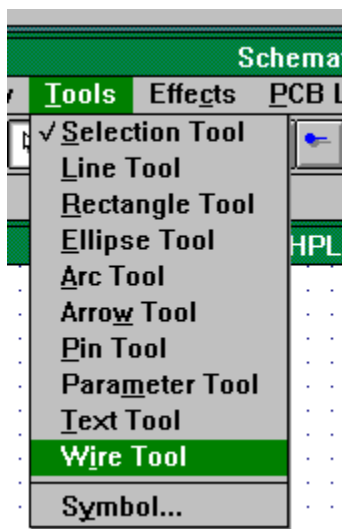 Schema
Tools Effects PCB L
✓ Selection Tool
Line Tool
Rectangle Tool
Ellipse Tool
HPL
Arc Tool
Arrow Tool
Pin Tool
Parameter Tool
Text Tool
Wire Tool
Symbol...